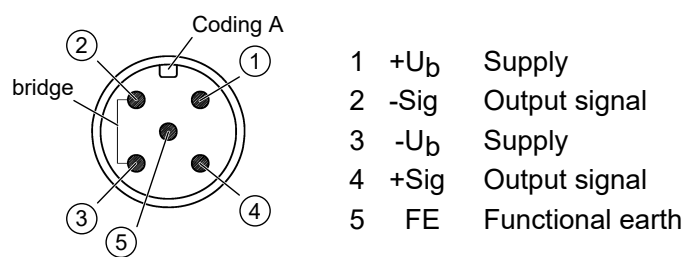 Coding A
2
1
bridge
3
4
5
1 +Ub Supply
2 -Sig Output signal
3 -Ub Supply
4 +Sig Output signal
5 FE Functional earth